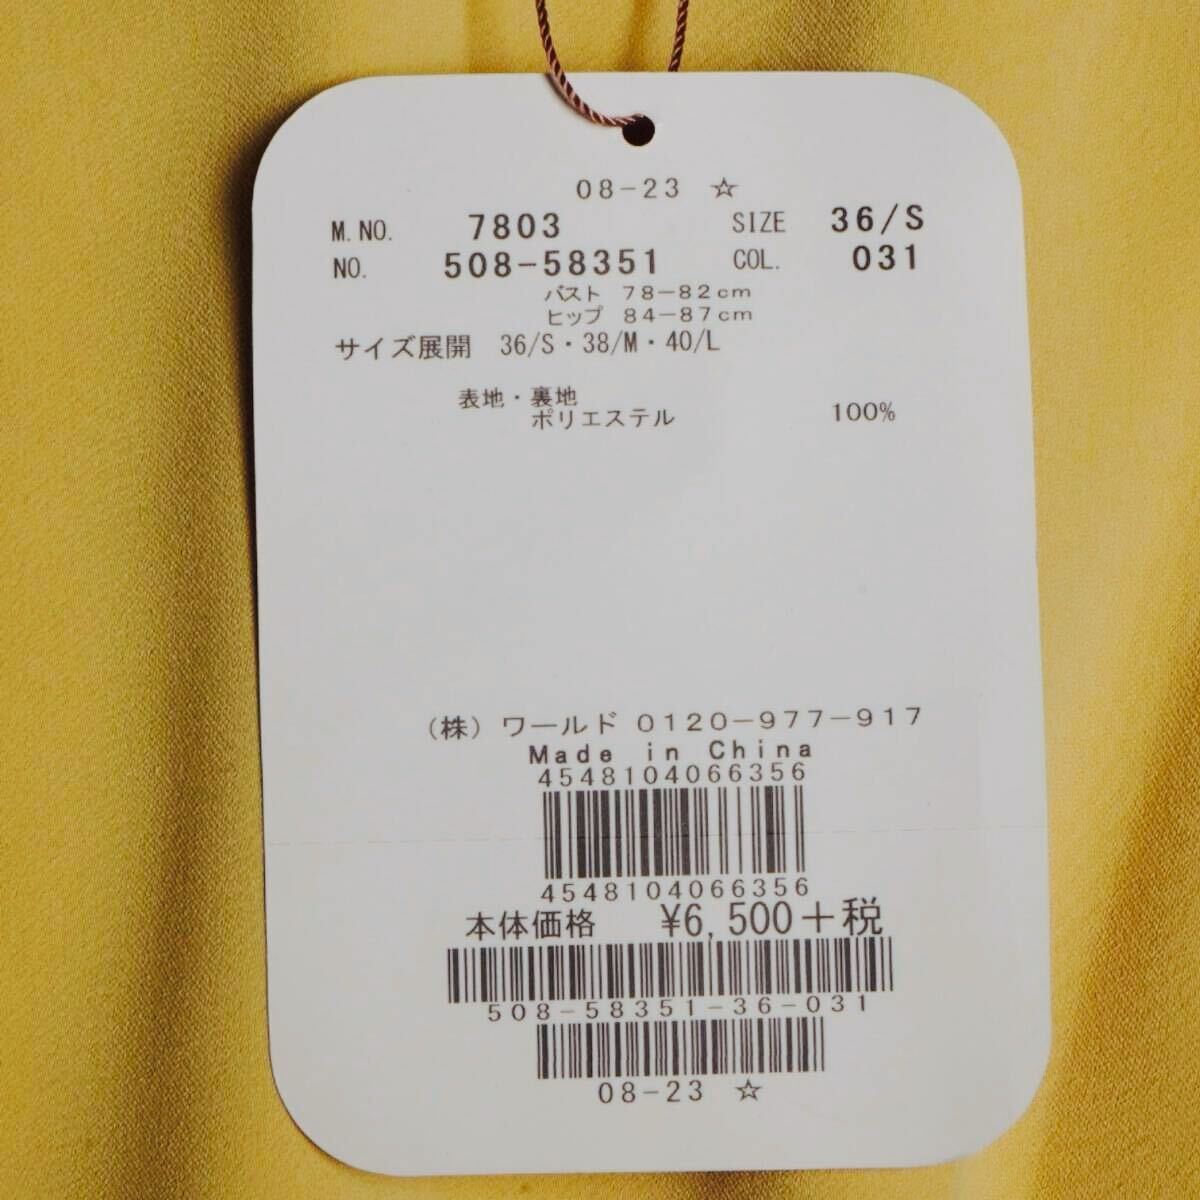 08-23 ☆
M.NO. 7803 SIZE 36/S
NO. 508-58351 COL. 031
バスト 78-82cm
ヒップ 84-87cm
サイズ展開 36/S・38/M・40/L
表地・裏地
ポリエステル 100%
(株)ワールド 0120-977-917
Made in China
4548104066356
4548104066356
本体価格 ¥6,500+税
508-58351-36-031
08-23 ☆